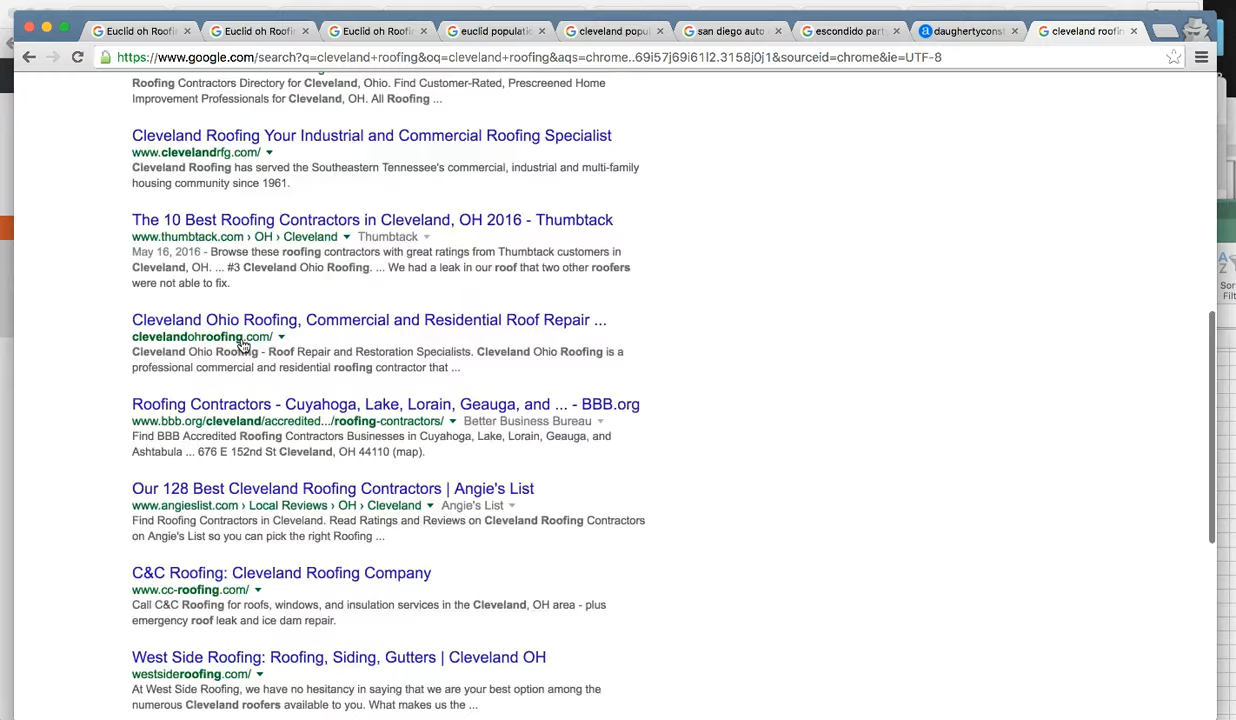 Euclid oh Roofi
Euclid Oh Roofi
Euclid Oh Roofi
euclid populati
cleveland popu
san diego auto
escondido part
daughertyconst
cleveland roofin
https://www.google.com/search?q=cleveland+roofing&oq=cleveland+roofing&aqs=chrome..69i57j69i61l2.3158j0j1&sourceid=chrome&ie=UTF-8
Roofing Contractors Directory for Cleveland, Ohio. Find Customer-Rated, Prescreened Home
Improvement Professionals for Cleveland, OH. All Roofing ...
Cleveland Roofing Your Industrial and Commercial Roofing Specialist
www.clevelandrfg.com/
Cleveland Roofing has served the Southeastern Tennessee's commercial, industrial and multi-family
housing community since 1961.
The 10 Best Roofing Contractors in Cleveland, OH 2016 - Thumbtack
www.thumbtack.com › OH › Cleveland Thumbtack
May 16, 2016 - Browse these roofing contractors with great ratings from Thumbtack customers in
Cleveland, OH. ... #3 Cleveland Ohio Roofing. ... We had a leak in our roof that two other roofers
were not able to fix.
Cleveland Ohio Roofing, Commercial and Residential Roof Repair ...
clevelandohroofing.com/
Cleveland Ohio Roofing - Roof Repair and Restoration Specialists. Cleveland Ohio Roofing is a
professional commercial and residential roofing contractor that ...
Roofing Contractors - Cuyahoga, Lake, Lorain, Geauga, and ... - BBB.org
www.bbb.org/cleveland/accredited.../roofing-contractors/ Better Business Bureau
Find BBB Accredited Roofing Contractors Businesses in Cuyahoga, Lake, Lorain, Geauga, and
Ashtabula ... 676 E 152nd St Cleveland, OH 44110 (map).
Our 128 Best Cleveland Roofing Contractors | Angie's List
www.angieslist.com › Local Reviews › OH › Cleveland Angie's List
Find Roofing Contractors in Cleveland. Read Ratings and Reviews on Cleveland Roofing Contractors
on Angie's List so you can pick the right Roofing ...
C&C Roofing: Cleveland Roofing Company
www.cc-roofing.com/
Call C&C Roofing for roofs, windows, and insulation services in the Cleveland, OH area - plus
emergency roof leak and ice dam repair.
West Side Roofing: Roofing, Siding, Gutters | Cleveland OH
westsideroofing.com/
At West Side Roofing, we have no hesitancy in saying that we are your best option among the
numerous Cleveland roofers available to you. What makes us the ...
A
Z
Sor
Filt